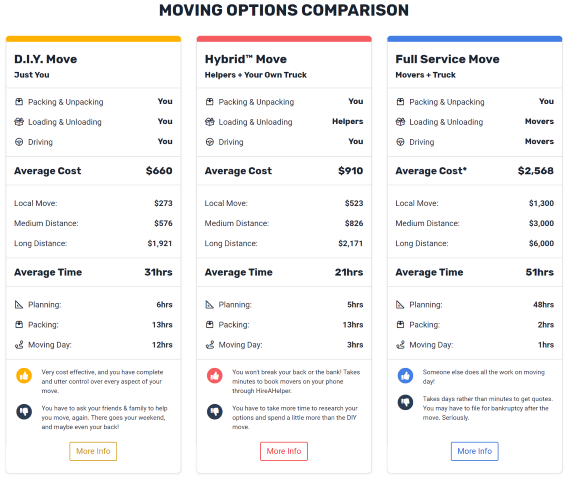 MOVING OPTIONS COMPARISON
D.I.Y. Move
Just You
Packing & Unpacking You
Loading & Unloading You
Driving You
Average Cost $660
Local Move: $273
Medium Distance: $576
Long Distance: $1,921
Average Time 31hrs
Planning: 6hrs
Packing: 13hrs
Moving Day: 12hrs
Very cost effective, and you have complete
and utter control over every aspect of your
move.
You have to ask your friends & family to help
you move, again. There goes your weekend,
and maybe even your back!
More Info
Hybrid™ Move
Helpers + Your Own Truck
Packing & Unpacking You
Loading & Unloading Helpers
Driving You
Average Cost $910
Local Move: $523
Medium Distance: $826
Long Distance: $2,171
Average Time 21hrs
Planning: 5hrs
Packing: 13hrs
Moving Day: 3hrs
You won't break your back or the bank! Takes
minutes to book movers on your phone
through HireAHelper.
You have to take more time to research your
options and spend a little more than the DIY
move.
More Info
Full Service Move
Movers + Truck
Packing & Unpacking You
Loading & Unloading Movers
Driving Movers
Average Cost* $2,568
Local Move: $1,300
Medium Distance: $3,000
Long Distance: $6,000
Average Time 51hrs
Planning: 48hrs
Packing: 2hrs
Moving Day: 1hrs
Someone else does all the work on moving
day!
Takes days rather than minutes to get quotes.
You may have to file for bankruptcy after the
move. Seriously.
More Info